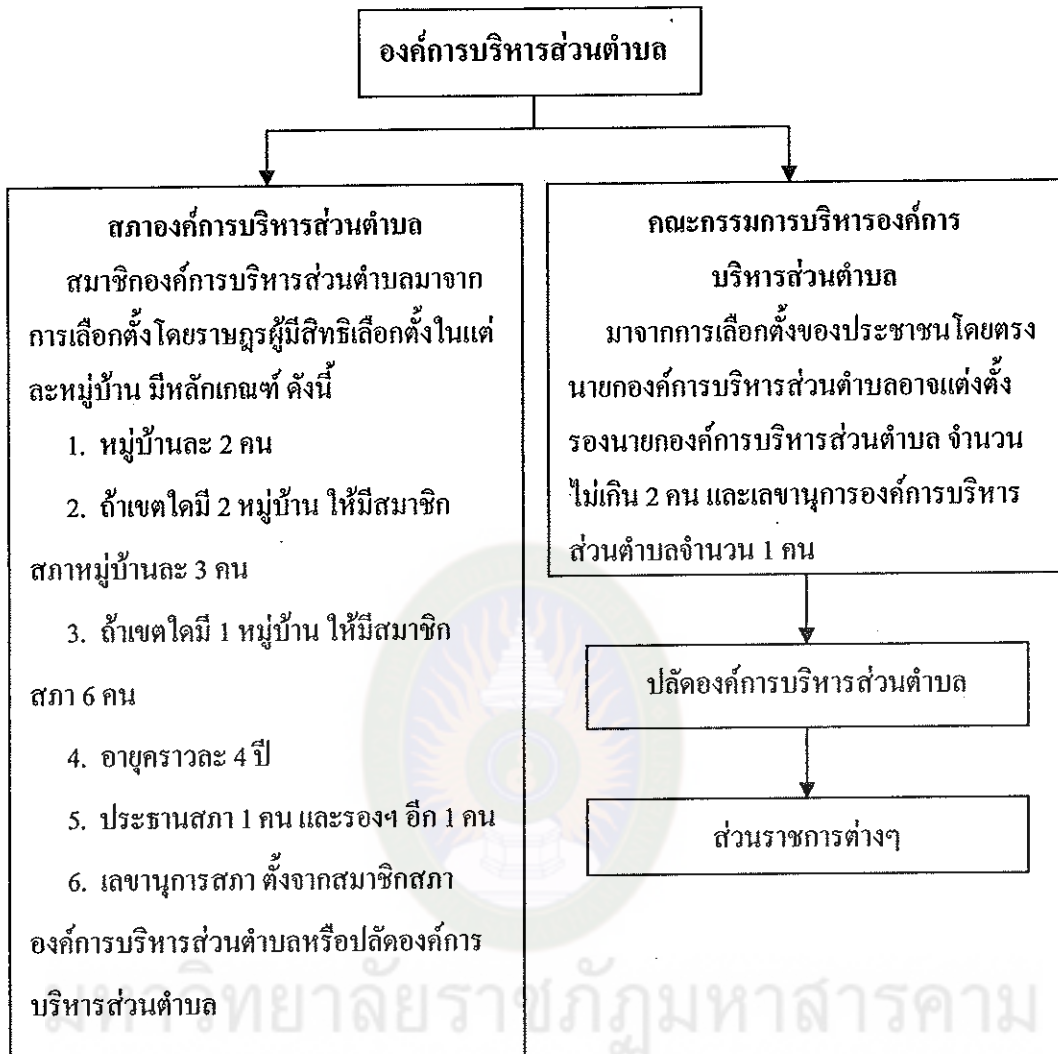 องค์การบริหารส่วนตำบล
สภาองค์การบริหารส่วนตำบล
สมาชิกองค์การบริหารส่วนตำบลมาจาก
การเลือกตั้งโดยราษฎรผู้มีสิทธิเลือกตั้งในแต่
ละหมู่บ้าน มีหลักเกณฑ์ ดังนี้
1. หมู่บ้านละ 2 คน
2. ถ้าเขตใดมี 2 หมู่บ้าน ให้มีสมาชิก
สภาหมู่บ้านละ 3 คน
3. ถ้าเขตใดมี 1 หมู่บ้าน ให้มีสมาชิก
สภา 6 คน
4. อายุคราวละ 4 ปี
5. ประธานสภา 1 คน และรองฯ อีก 1 คน
6. เลขานุการสภา ตั้งจากสมาชิกสภา
องค์การบริหารส่วนตำบลหรือปลัดองค์การ
บริหารส่วนตำบล
คณะกรรมการบริหารองค์การ
บริหารส่วนตำบล
มาจากการเลือกตั้งของประชาชนโดยตรง
นายกองค์การบริหารส่วนตำบลอาจแต่งตั้ง
รองนายกองค์การบริหารส่วนตำบล จำนวน
ไม่เกิน 2 คน และเลขานุการองค์การบริหาร
ส่วนตำบลจำนวน 1 คน
ปลัดองค์การบริหารส่วนตำบล
ส่วนราชการต่างๆ
มหาวิทยาลัยราชภัฏมหาสารคาม